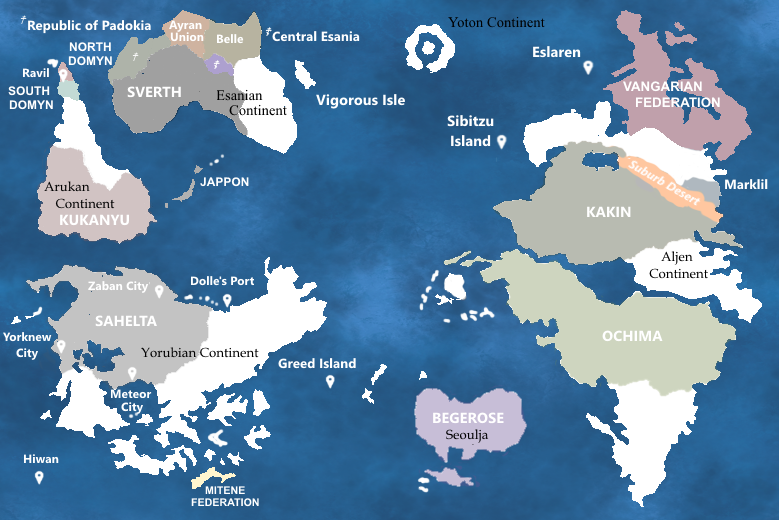 †Republic of Padokia
Ayran
Union
Belle
†Central Esania
Yoton Continent
NORTH
DOMYN
†
†
Ravil
SOUTH
DOMYN
SVERTH
Esanian
Continent
Vigorous Isle
Eslaren
VANGARIAN
FEDERATION
Sibitzu
Island
Suburb Desert
Marklil
JAPPON
Arukan
Continent
KUKANYU
KAKIN
Aljen
Continent
Zaban City
Dolle's Port
SAHELTA
Yorknew
City
Yorubian Continent
OCHIMA
Greed Island
Meteor
City
BEGEROSE
Seoulja
Hiwan
MITENE
FEDERATION